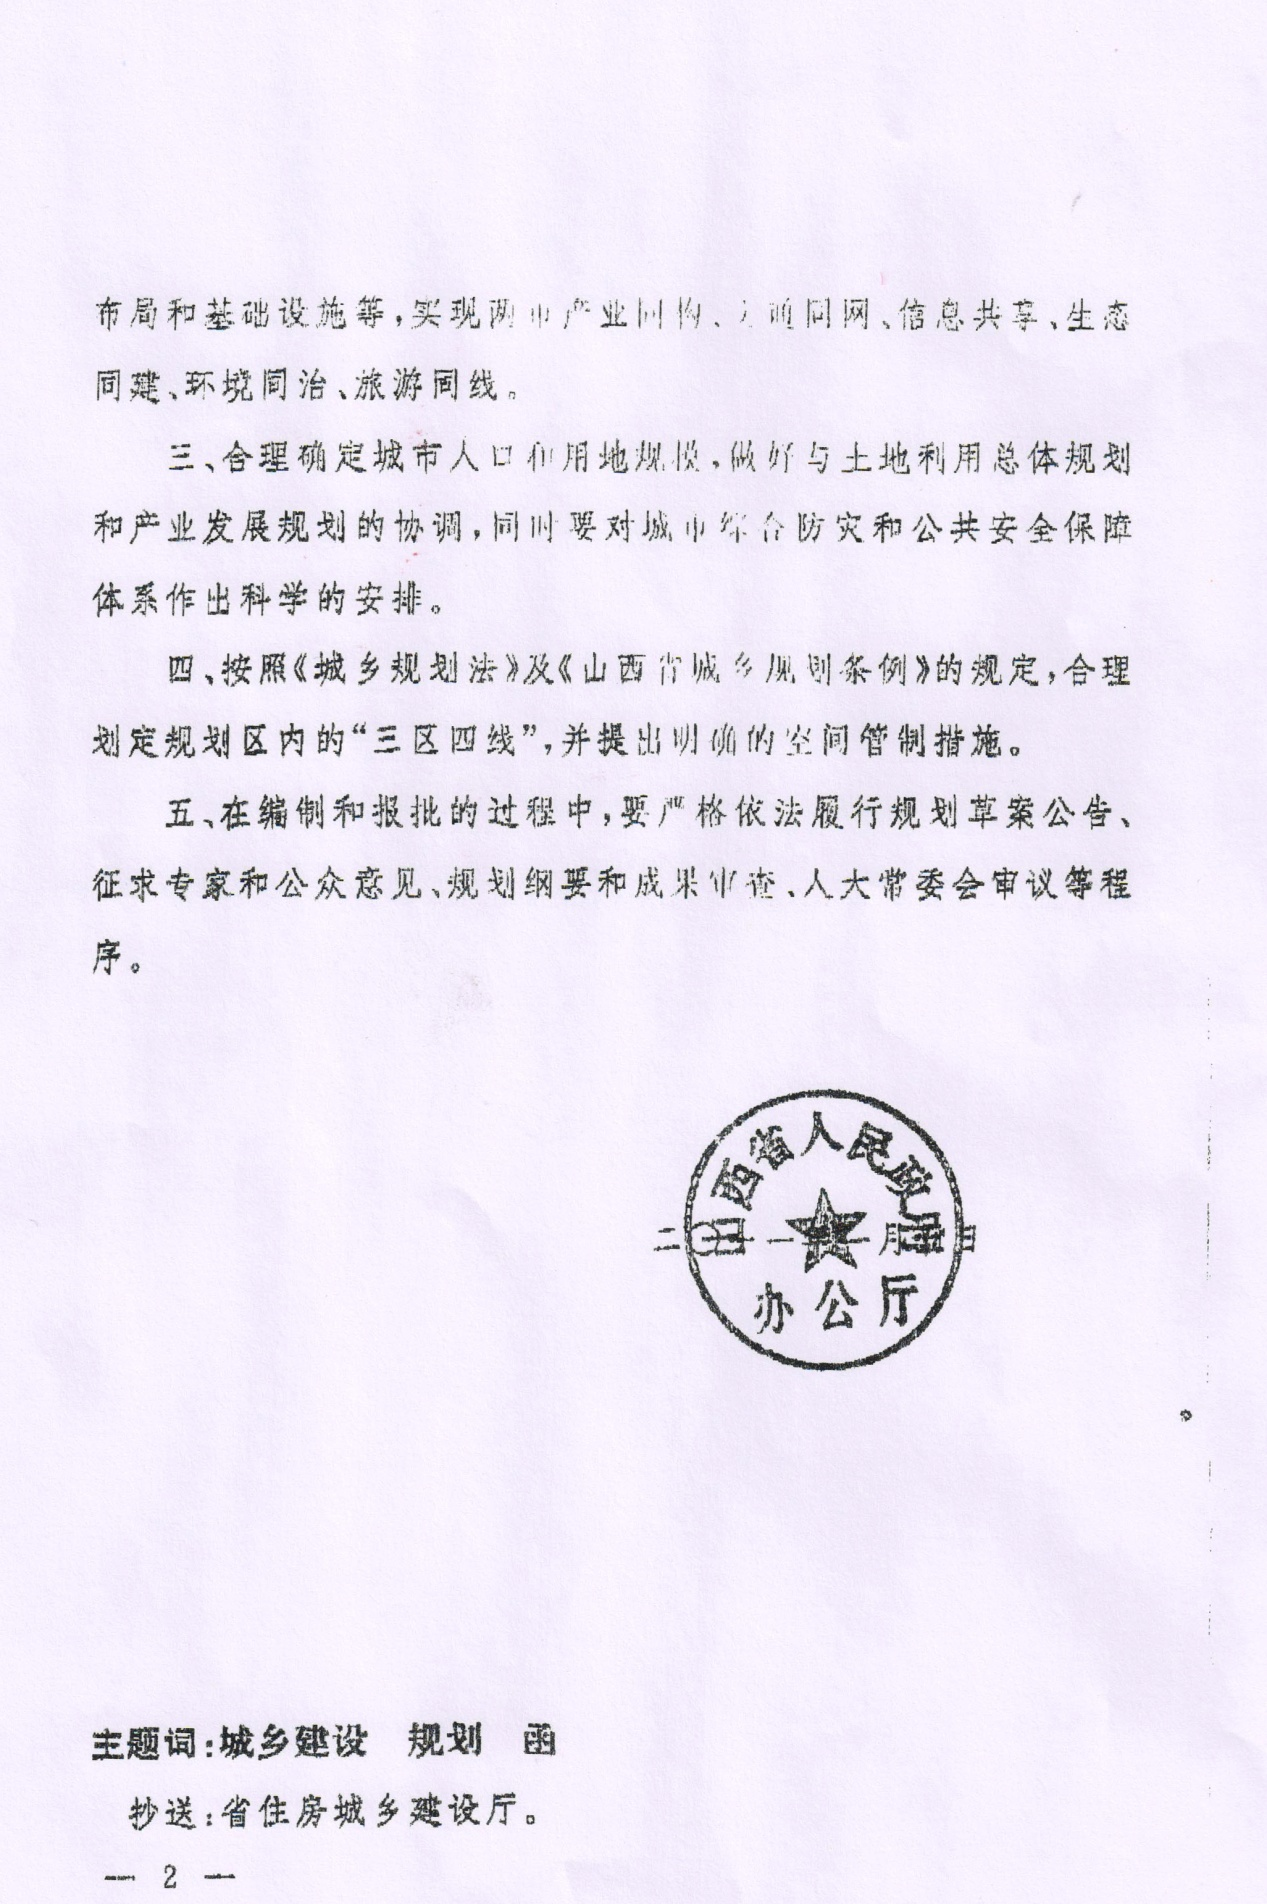 布局和基础设施等，实现两市产业同构、交通同网、信息共享、生态
同建、环境同治、旅游同线。
三、合理确定城市人口和用地规模，做好与土地利用总体规划
和产业发展规划的协调，同时要对城市综合防灾和公共安全保障
体系作出科学的安排。
四、按照《城乡规划法》及《山西省城乡规划条例》的规定，合理
划定规划区内的“三区四线”，并提出明确的空间管制措施。
五、在编制和报批的过程中，要严格依法履行规划草案公告、
征求专家和公众意见、规划纲要和成果审查、人大常委会审议等程
序。
山西省人民政府
办公厅
主题词：城乡建设 规划 函
抄送：省住房城乡建设厅。
— 2 —